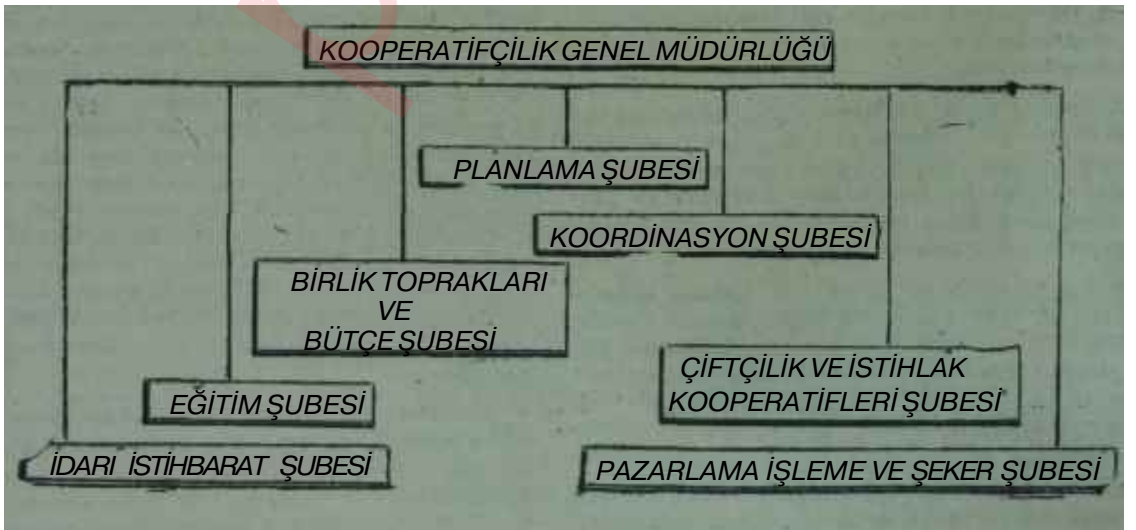 KOOPERATİFÇİLİK GENEL MÜDÜRLÜĞÜ
PLANLAMA ŞUBESİ
KOORDİNASYON ŞUBESİ
BİRLİK TOPRAKLARI
VE
BÜTÇE ŞUBESİ
ÇİFTÇİLİK VE İSTİHLAK
KOOPERATİFLERİ ŞUBESİ
EĞİTİM ŞUBESİ
İDARI İSTİHBARAT ŞUBESİ
PAZARLAMA İŞLEME VE ŞEKER ŞUBESİ